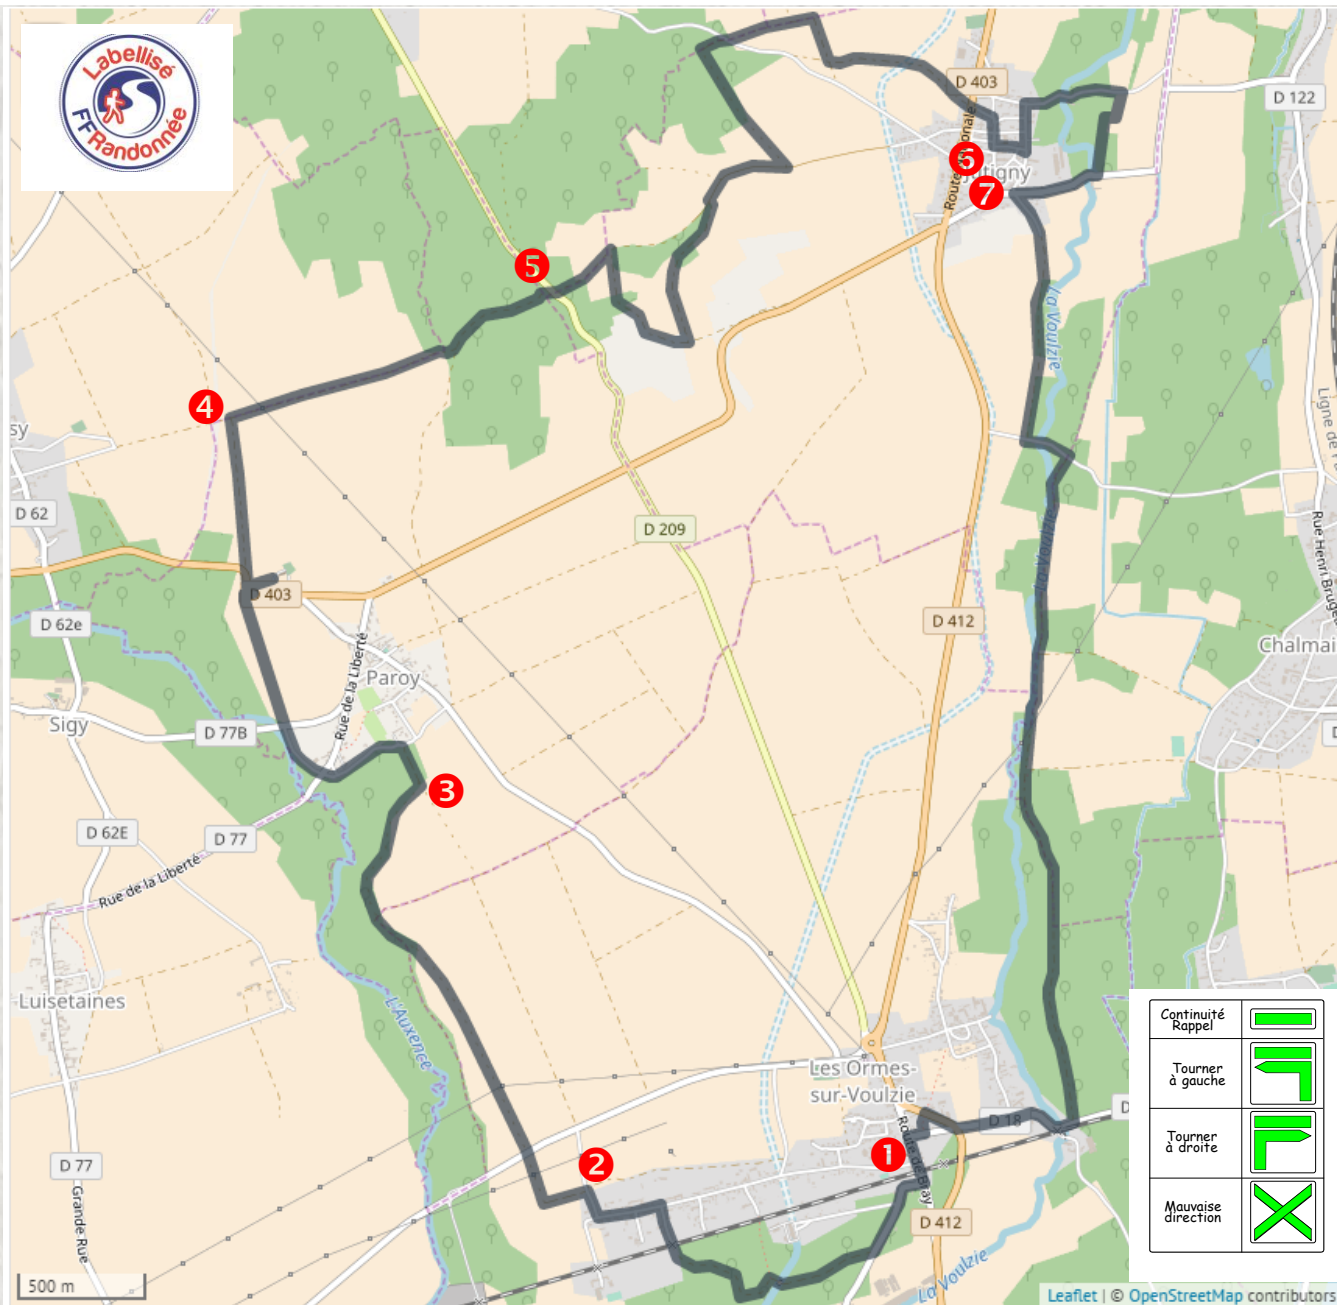 Labellisé
FFRandonnée
D 403
D 122
6
Jutigny
7
Route Nationale
5
La Voulzie
4
sy
Ligne de l
D 62
D 209
Rue Henri Bruge
La Voulzie
D 403
D 62e
D 412
Rue de la Liberté
Paroy
Chalmai
Sigy
D 77B
3
D 62E
D 77
Rue de la Liberté
Luisetaines
L'Auxence
Les Ormes-
sur-Voulzie
D 18
D
1
Route de Bray
2
D 77
Grande Rue
D 412
La Voulzie
Continuité
Rappel
Tourner
à gauche
Tourner
à droite
Mauvaise
direction
500 m
Leaflet | © OpenStreetMap contributors